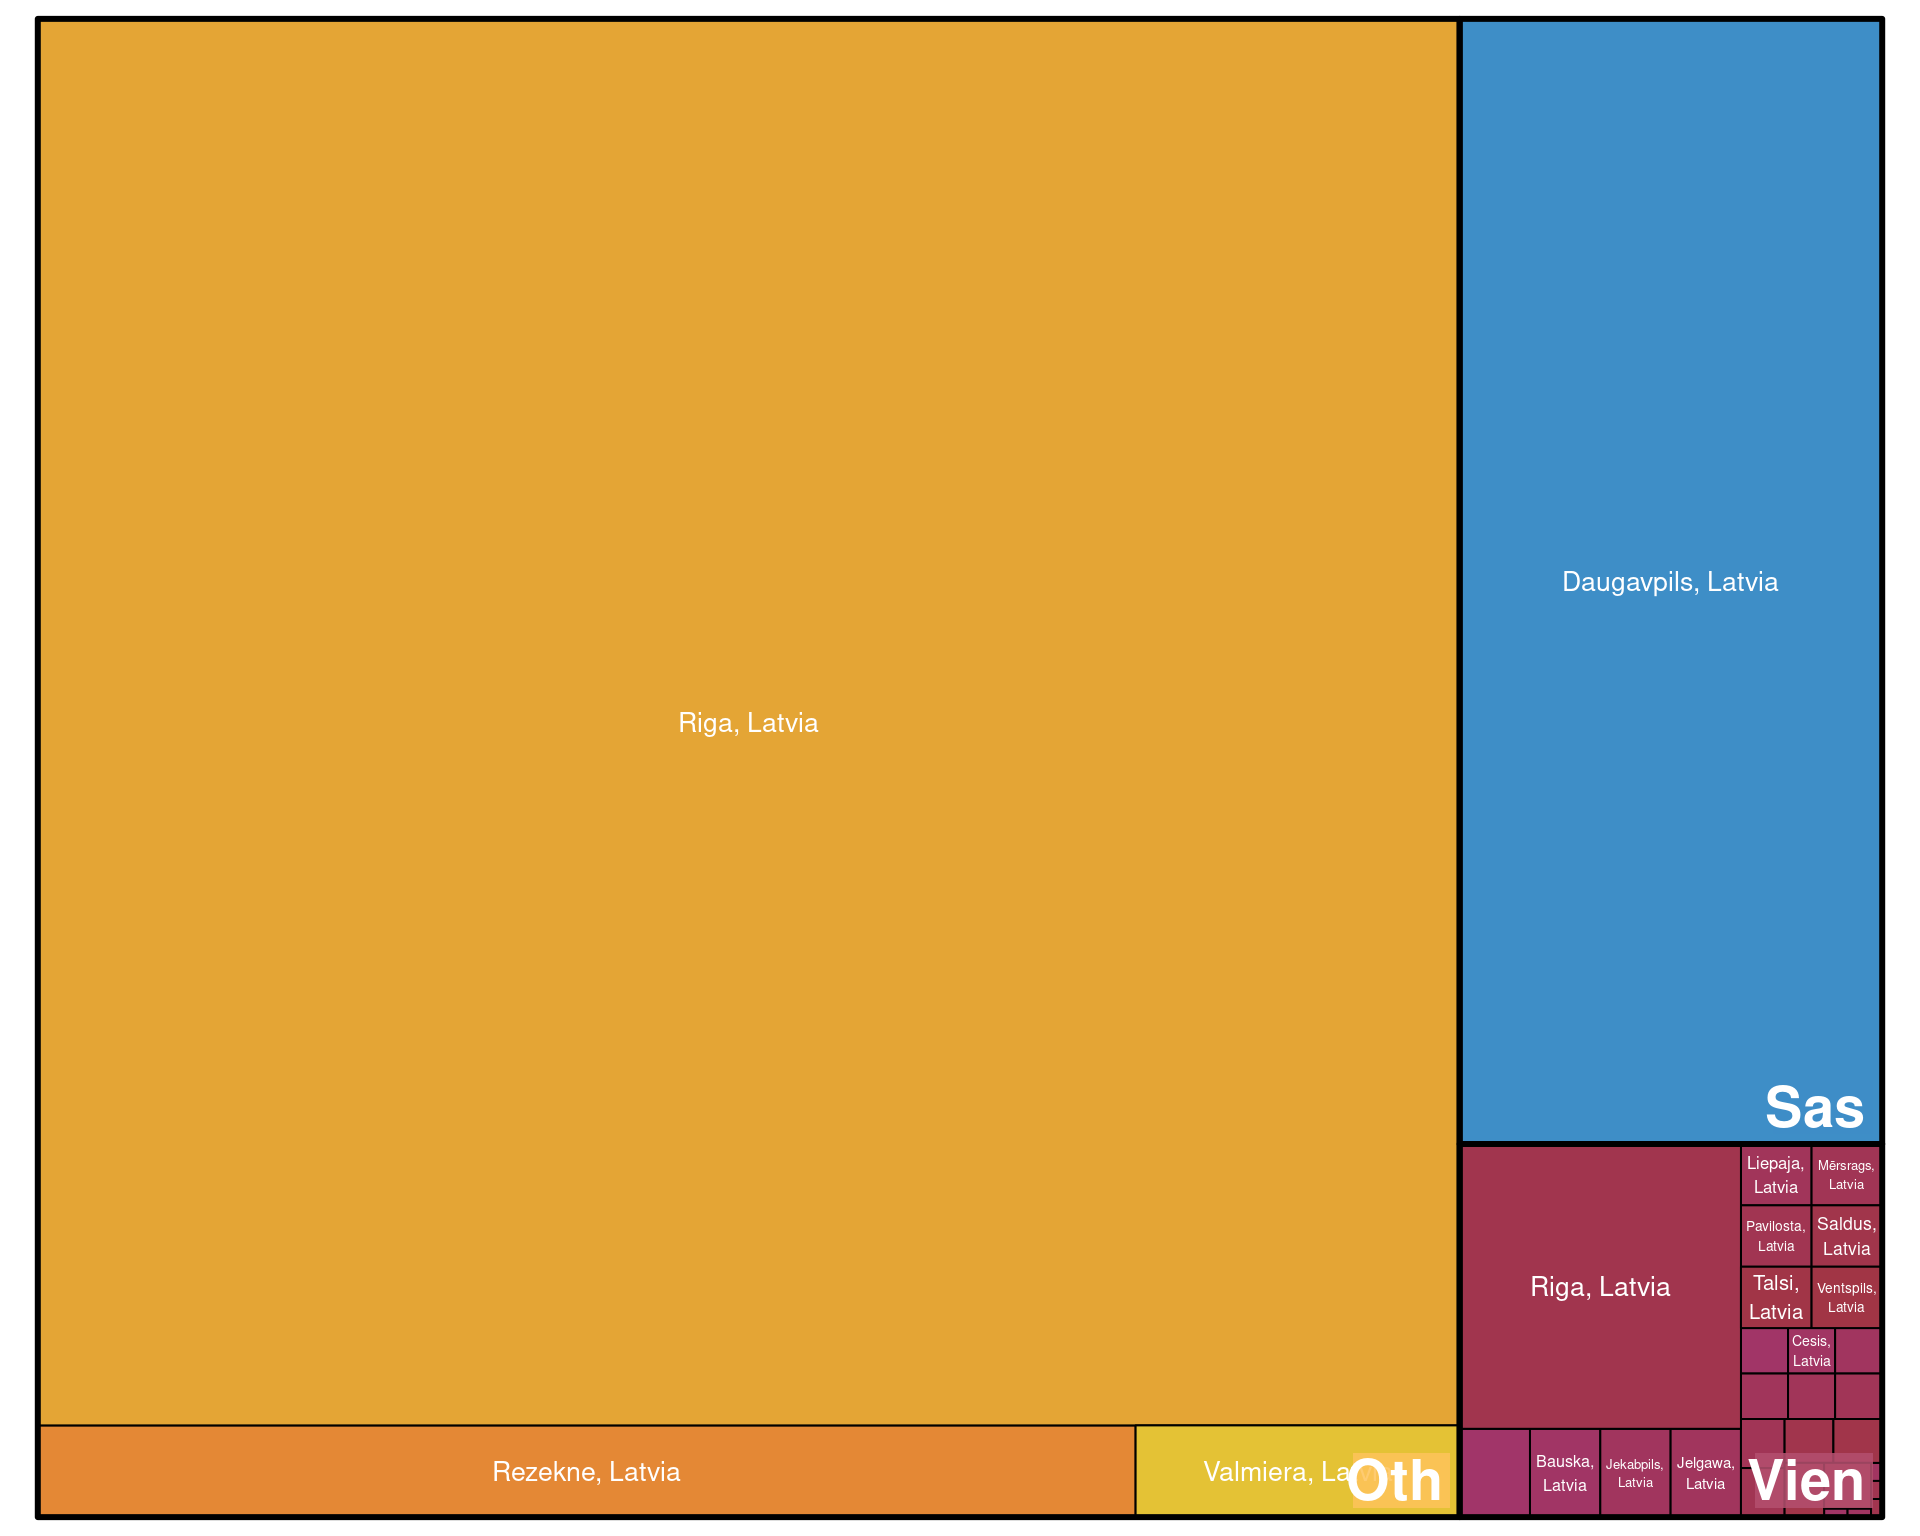 Riga, Latvia
Rezekne, Latvia
Valmiera, La
Oth
Daugavpils, Latvia
Sas
Riga, Latvia
Liepaja,
Latvia
Mērsrags,
Latvia
Pavilosta,
Latvia
Saldus,
Latvia
Talsi,
Latvia
Ventspils,
Latvia
Cesis,
Latvia
Bauska,
Latvia
Jekabpils,
Latvia
Jelgawa,
Latvia
Vien